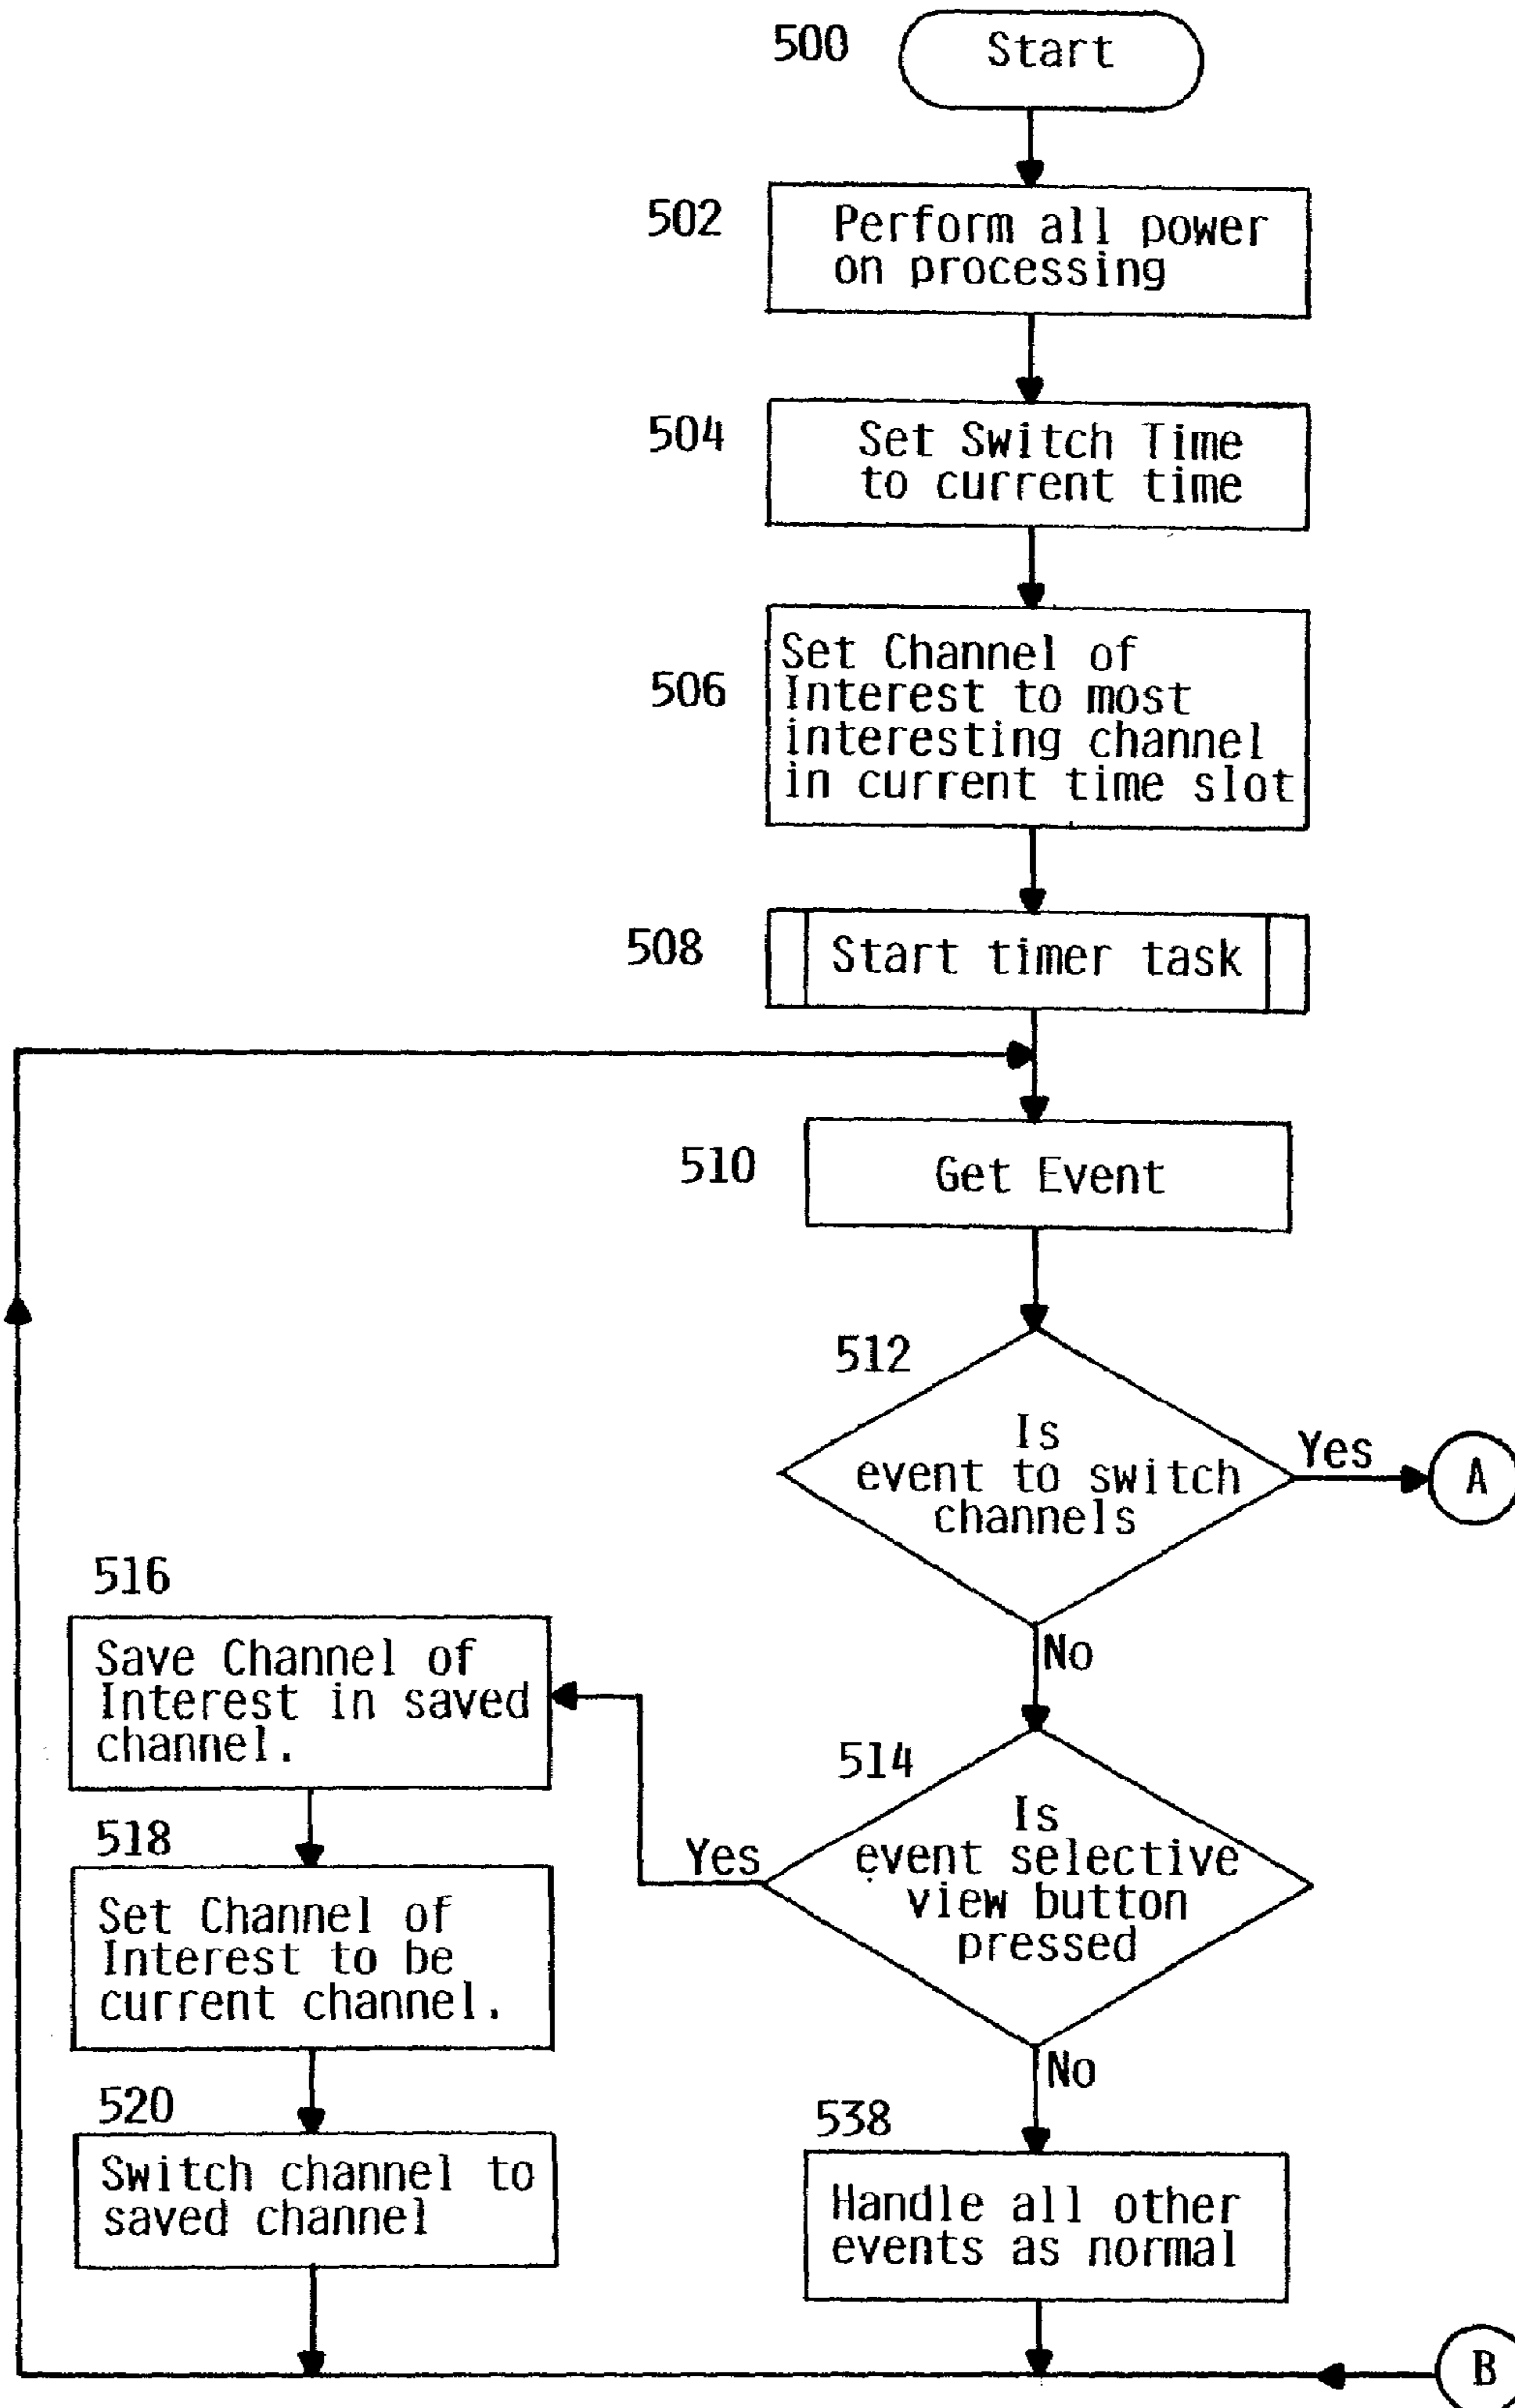 500
Start
502
Perform all power
on processing
504
Set Switch Time
to current time
506
Set Channel of
Interest to most
interesting channel
in current time slot
508
Start timer task
510
Get Event
512
Is
event to switch
channels
Yes
A
No
514
Is
event selective
view button
pressed
Yes
516
Save Channel of
Interest in saved
channel.
518
Set Channel of
Interest to be
current channel.
520
Switch channel to
saved channel
No
538
Handle all other
events as normal
B